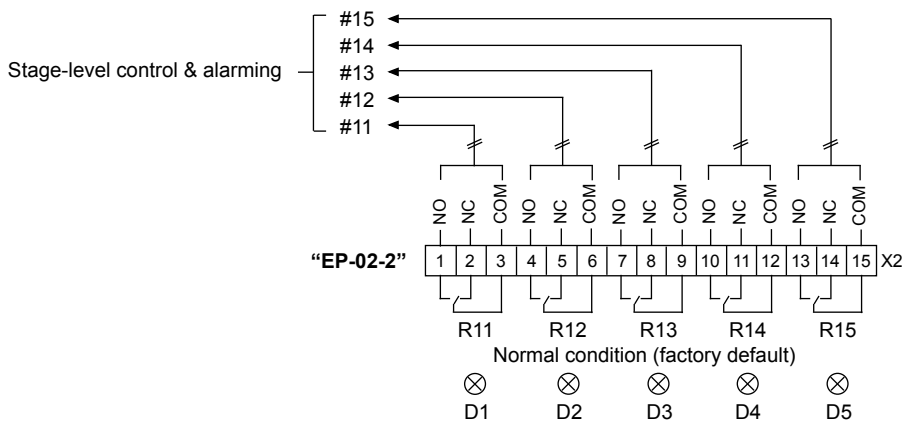 #15
#14
Stage-level control & alarming
#13
#12
#11
NO NC COM NO NC COM NO NC COM NO NC COM NO NC COM
“EP-02-2” 1 2 3 4 5 6 7 8 9 10 11 12 13 14 15 X2
R11 R12 R13 R14 R15
Normal condition (factory default)
D1 D2 D3 D4 D5